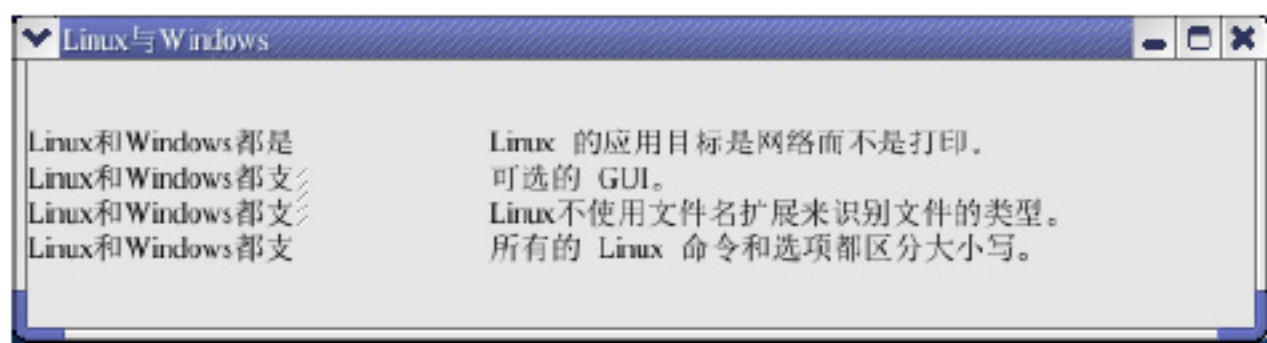 Linux与Windows
Linux和Windows都是 Linux 的应用目标是网络而不是打印。
Linux和Windows都支 可选的 GUI。
Linux和Windows都支 Linux不使用文件名扩展来识别文件的类型。
Linux和Windows都支 所有的 Linux 命令和选项都区分大小写。